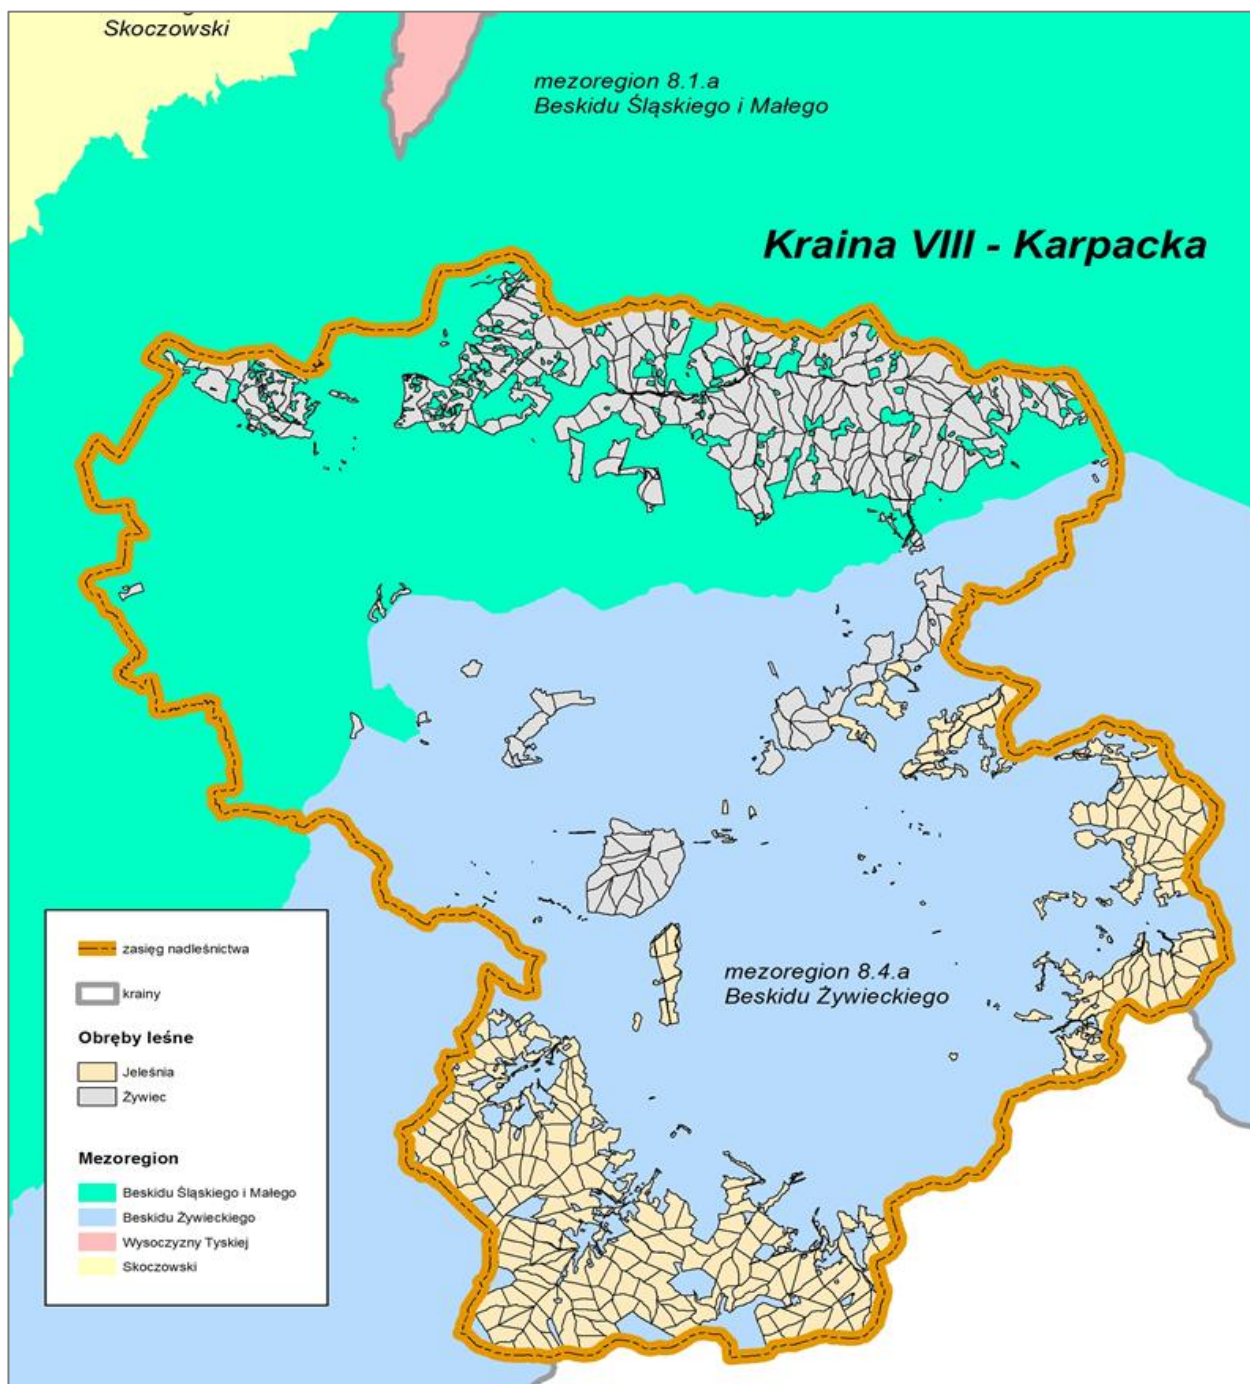 Skoczowski
mezoregion 8.1.a
Beskidu Śląskiego i Małego
Kraina VIII - Karpacka
mezoregion 8.4.a
Beskidu Żywieckiego
zasięg nadleśnictwa
krainy
Obręby leśne
Jeleśnia
Żywiec
Mezoregion
Beskidu Śląskiego i Małego
Beskidu Żywieckiego
Wysoczyzny Tyskiej
Skoczowski